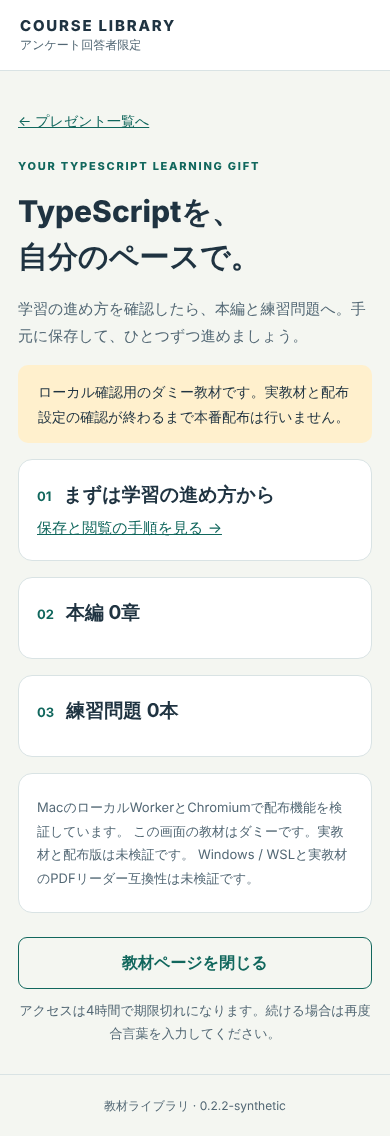 COURSE LIBRARY
アンケート回答者限定
← プレゼント一覧へ
YOUR TYPESCRIPT LEARNING GIFT
TypeScriptを、
自分のペースで。
学習の進め方を確認したら、本編と練習問題へ。手
元に保存して、ひとつずつ進めましょう。
ローカル確認用のダミー教材です。実教材と配布
設定の確認が終わるまで本番配布は行いません。
01 まずは学習の進め方から
保存と閲覧の手順を見る →
02 本編 0章
03 練習問題 0本
MacのローカルWorkerとChromiumで配布機能を検
証しています。 この画面の教材はダミーです。実教
材と配布版は未検証です。 Windows / WSLと実教材
のPDFリーダー互換性は未検証です。
教材ページを閉じる
アクセスは4時間で期限切れになります。続ける場合は再度
合言葉を入力してください。
教材ライブラリ · 0.2.2-synthetic